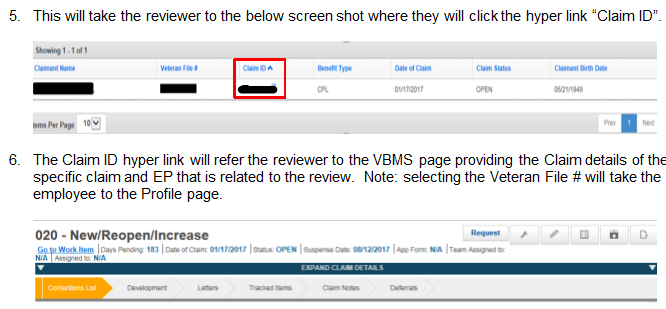 5. This will take the reviewer to the below screen shot where they will click the hyper link “Claim ID”.
Showing 1 - 1 of 1
Claimant Name Veteran File # Claim ID Benefit Type Date of Claim Claim Status Claimant Birth Date
CPL 01/17/2017 OPEN 05/21/1949
ems Per Page 10 Prev 1 Next
6. The Claim ID hyper link will refer the reviewer to the VBMS page providing the Claim details of the
specific claim and EP that is related to the review. Note: selecting the Veteran File # will take the
employee to the Profile page.
020 - New/Reopen/Increase Request
Go to Work Item | Days Pending: 183 | Date of Claim: 01/17/2017 | Status: OPEN | Suspense Date: 08/12/2017 | App Form: N/A | Team Assigned to:
N/A | Assigned to: N/A
EXPAND CLAIM DETAILS
Contentions List Development Letters Tracked Items Claim Notes Deferrals